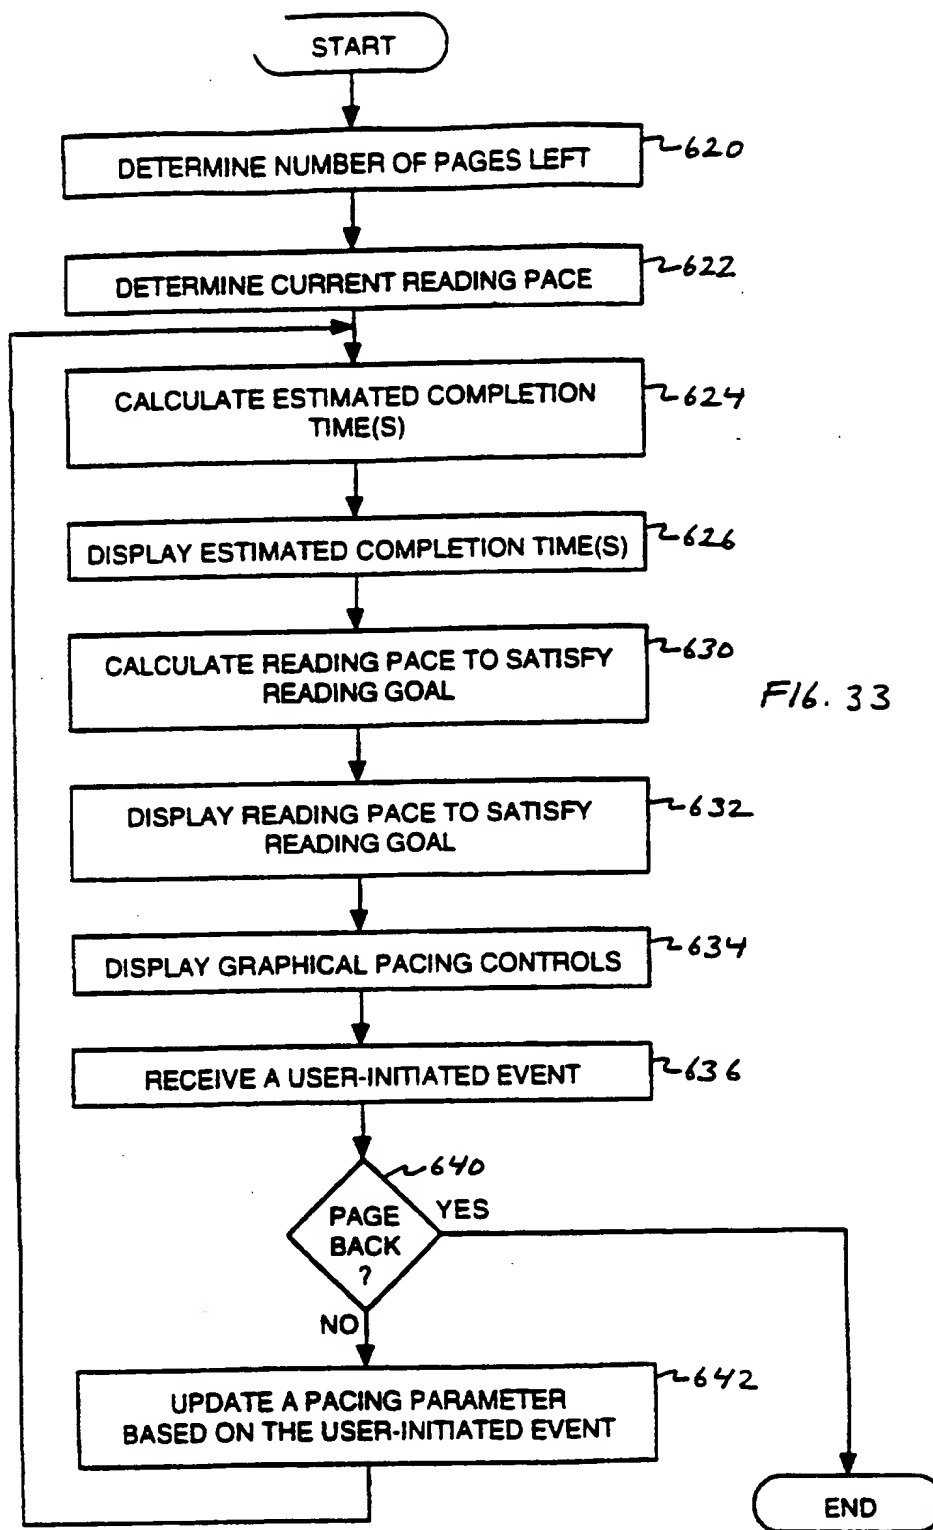 START
DETERMINE NUMBER OF PAGES LEFT
620
DETERMINE CURRENT READING PACE
622
CALCULATE ESTIMATED COMPLETION
TIME(S)
624
DISPLAY ESTIMATED COMPLETION TIME(S)
626
CALCULATE READING PACE TO SATISFY
READING GOAL
630
FIG. 33
DISPLAY READING PACE TO SATISFY
READING GOAL
632
DISPLAY GRAPHICAL PACING CONTROLS
634
RECEIVE A USER-INITIATED EVENT
636
640
PAGE
BACK
?
YES
NO
UPDATE A PACING PARAMETER
BASED ON THE USER-INITIATED EVENT
642
END